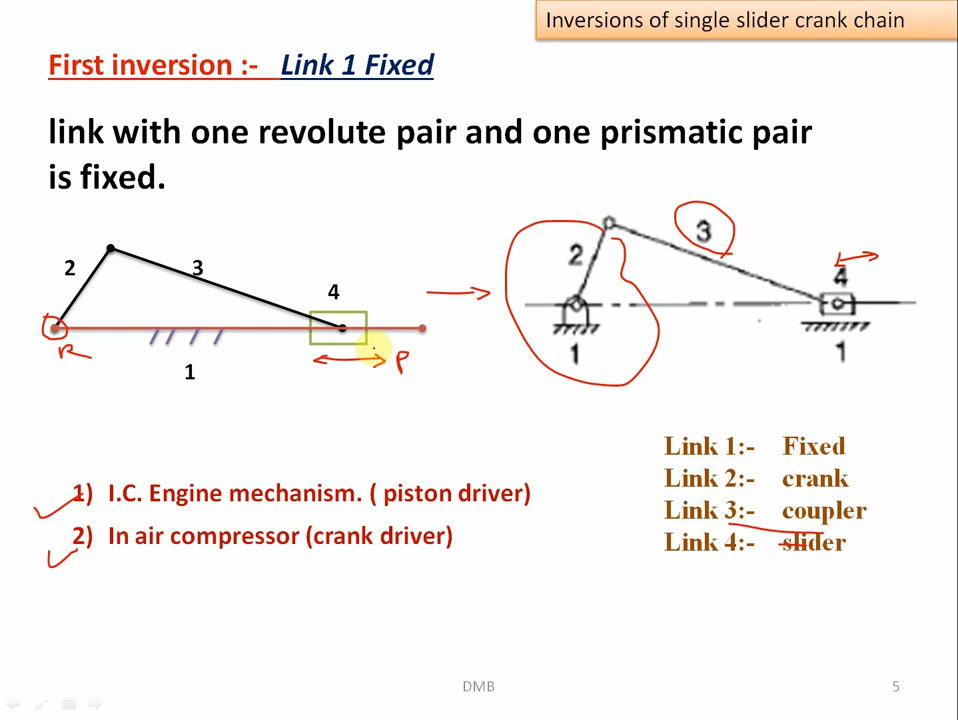 Inversions of single slider crank chain
First inversion :- Link 1 Fixed
link with one revolute pair and one prismatic pair
is fixed.
2
3
4
1
R
P
2
3
4
1
1
Link 1:- Fixed
Link 2:- crank
Link 3:- coupler
Link 4:- slider
1) I.C. Engine mechanism. ( piston driver)
2) In air compressor (crank driver)
DMB
5